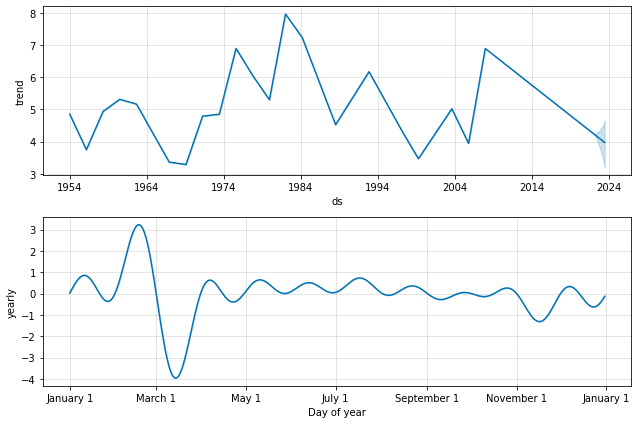 8
7
6
5
4
3
trend
1954 1964 1974 1984 1994 2004 2014 2024
ds
3
2
1
0
−1
−2
−3
−4
yearly
January 1 March 1 May 1 July 1 September 1 November 1 January 1
Day of year